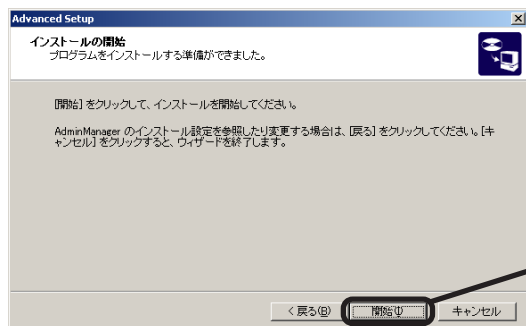 Advanced Setup
インストールの開始
プログラムをインストールする準備ができました。
[開始] をクリックして、インストールを開始してください。
AdminManager のインストール設定を参照したり変更する場合は、[戻る] をクリックしてください。[キ
ャンセル] をクリックすると、ウィザードを終了します。
< 戻る(B) 開始(I) キャンセル